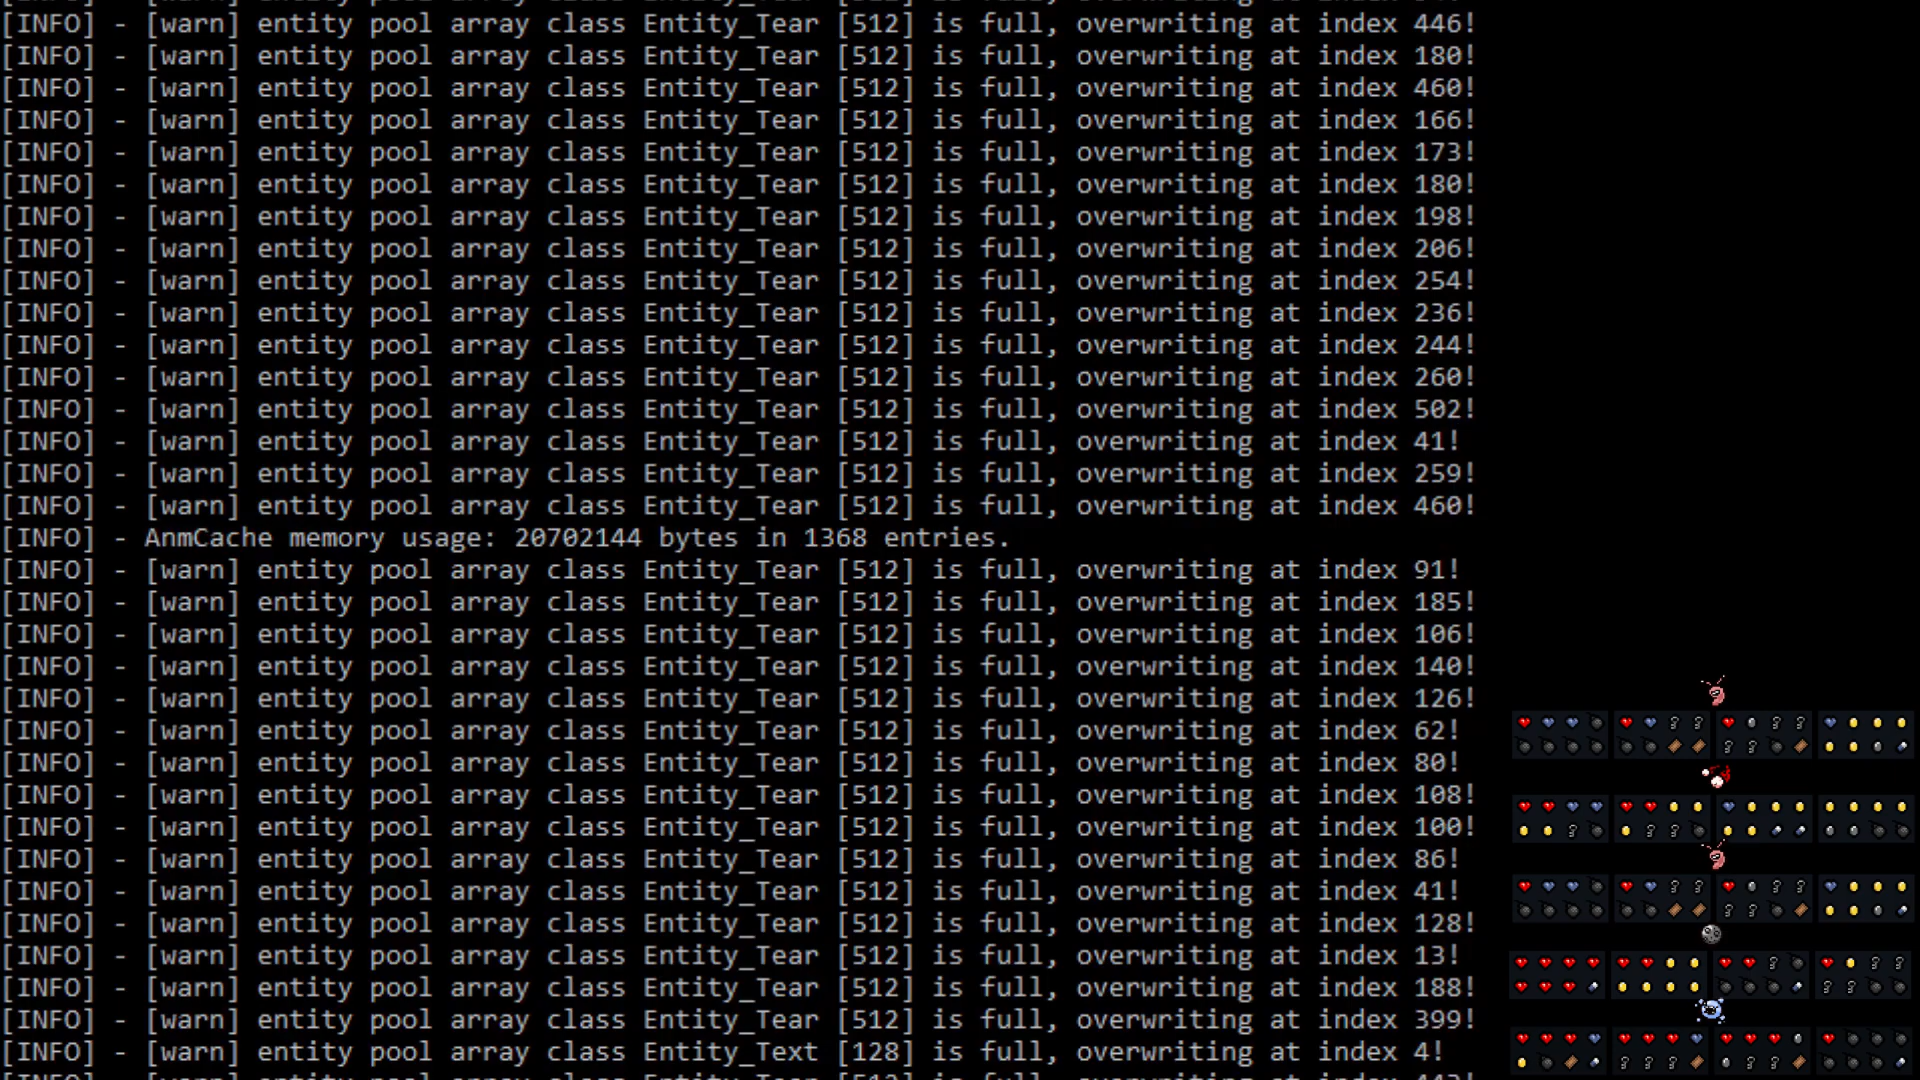 [INFO] - [warn] entity pool array class Entity_Tear [512] is full, overwriting at index 446!
[INFO] - [warn] entity pool array class Entity_Tear [512] is full, overwriting at index 180!
[INFO] - [warn] entity pool array class Entity_Tear [512] is full, overwriting at index 460!
[INFO] - [warn] entity pool array class Entity_Tear [512] is full, overwriting at index 166!
[INFO] - [warn] entity pool array class Entity_Tear [512] is full, overwriting at index 173!
[INFO] - [warn] entity pool array class Entity_Tear [512] is full, overwriting at index 180!
[INFO] - [warn] entity pool array class Entity_Tear [512] is full, overwriting at index 198!
[INFO] - [warn] entity pool array class Entity_Tear [512] is full, overwriting at index 206!
[INFO] - [warn] entity pool array class Entity_Tear [512] is full, overwriting at index 254!
[INFO] - [warn] entity pool array class Entity_Tear [512] is full, overwriting at index 236!
[INFO] - [warn] entity pool array class Entity_Tear [512] is full, overwriting at index 244!
[INFO] - [warn] entity pool array class Entity_Tear [512] is full, overwriting at index 260!
[INFO] - [warn] entity pool array class Entity_Tear [512] is full, overwriting at index 502!
[INFO] - [warn] entity pool array class Entity_Tear [512] is full, overwriting at index 41!
[INFO] - [warn] entity pool array class Entity_Tear [512] is full, overwriting at index 259!
[INFO] - [warn] entity pool array class Entity_Tear [512] is full, overwriting at index 460!
[INFO] - AnmCache memory usage: 20702144 bytes in 1368 entries.
[INFO] - [warn] entity pool array class Entity_Tear [512] is full, overwriting at index 91!
[INFO] - [warn] entity pool array class Entity_Tear [512] is full, overwriting at index 185!
[INFO] - [warn] entity pool array class Entity_Tear [512] is full, overwriting at index 106!
[INFO] - [warn] entity pool array class Entity_Tear [512] is full, overwriting at index 140!
[INFO] - [warn] entity pool array class Entity_Tear [512] is full, overwriting at index 126!
[INFO] - [warn] entity pool array class Entity_Tear [512] is full, overwriting at index 62!
[INFO] - [warn] entity pool array class Entity_Tear [512] is full, overwriting at index 80!
[INFO] - [warn] entity pool array class Entity_Tear [512] is full, overwriting at index 108!
[INFO] - [warn] entity pool array class Entity_Tear [512] is full, overwriting at index 100!
[INFO] - [warn] entity pool array class Entity_Tear [512] is full, overwriting at index 86!
[INFO] - [warn] entity pool array class Entity_Tear [512] is full, overwriting at index 41!
[INFO] - [warn] entity pool array class Entity_Tear [512] is full, overwriting at index 128!
[INFO] - [warn] entity pool array class Entity_Tear [512] is full, overwriting at index 13!
[INFO] - [warn] entity pool array class Entity_Tear [512] is full, overwriting at index 188!
[INFO] - [warn] entity pool array class Entity_Tear [512] is full, overwriting at index 399!
[INFO] - [warn] entity pool array class Entity_Text [128] is full, overwriting at index 4!